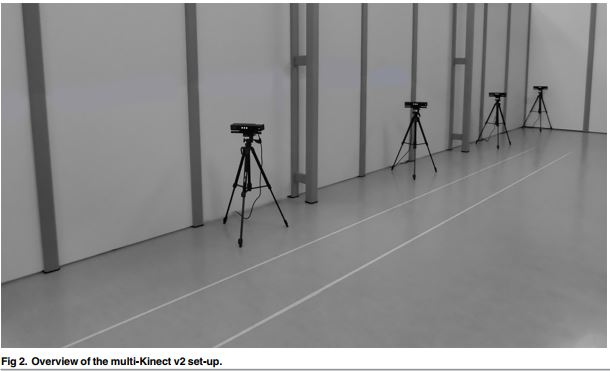 Fig 2. Overview of the multi-Kinect v2 set-up.